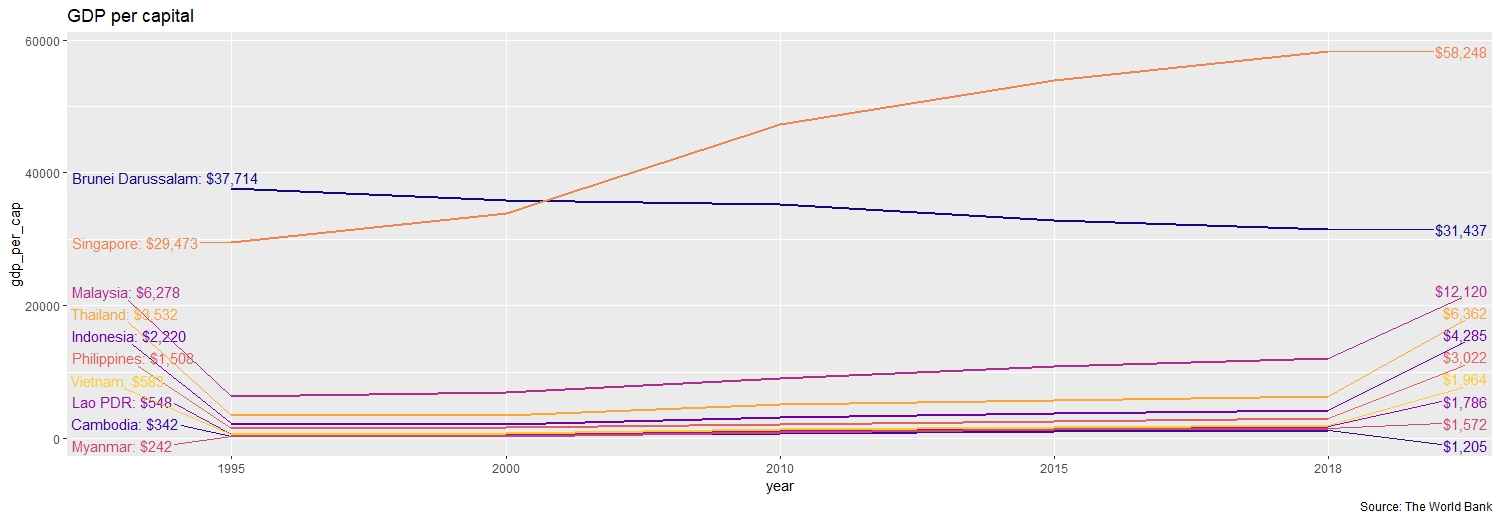 GDP per capital
60000
40000
20000
0
gdp_per_cap
Brunei Darussalam: $37,714
Singapore: $29,473
Malaysia: $6,278
Thailand: $3,532
Indonesia: $2,220
Philippines: $1,508
Vietnam: $583
Lao PDR: $548
Cambodia: $342
Myanmar: $242
$58,248
$31,437
$12,120
$6,362
$4,285
$3,022
$1,964
$1,786
$1,572
$1,205
1995 2000 2010 2015 2018
year
Source: The World Bank